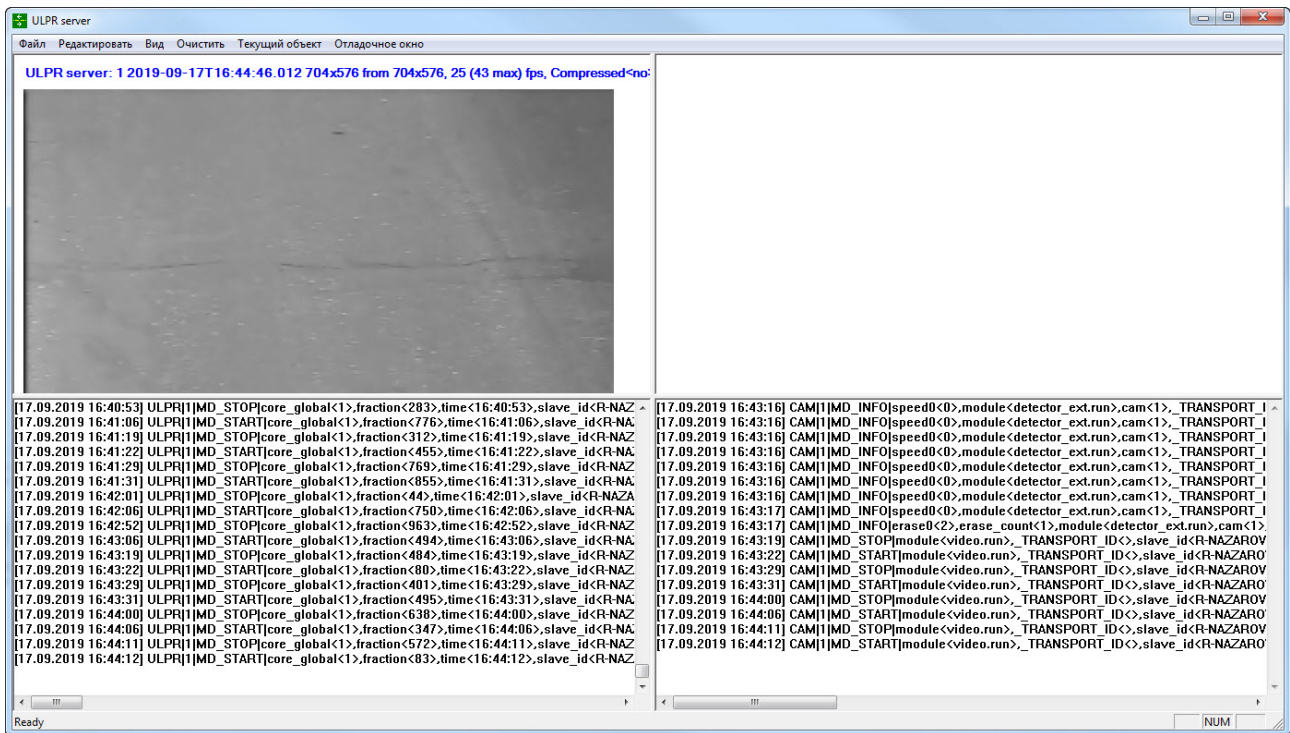 ULPR server
Файл Редактировать Вид Очистить Текущий объект Отладочное окно
ULPR server: 1 2019-09-17T16:44:46.012 704x576 from 704x576, 25 (43 max) fps, Compressed<no>
[17.09.2019 16:40:53] ULPR|1|MD_STOP|core_global<1>,fraction<283>,time<16:40:53>,slave_id<R-NAZ
[17.09.2019 16:41:06] ULPR|1|MD_START|core_global<1>,fraction<776>,time<16:41:06>,slave_id<R-NA
[17.09.2019 16:41:19] ULPR|1|MD_STOP|core_global<1>,fraction<312>,time<16:41:19>,slave_id<R-NAZ
[17.09.2019 16:41:22] ULPR|1|MD_START|core_global<1>,fraction<455>,time<16:41:22>,slave_id<R-NA
[17.09.2019 16:41:29] ULPR|1|MD_STOP|core_global<1>,fraction<769>,time<16:41:29>,slave_id<R-NAZ
[17.09.2019 16:41:31] ULPR|1|MD_START|core_global<1>,fraction<855>,time<16:41:31>,slave_id<R-NA
[17.09.2019 16:42:01] ULPR|1|MD_STOP|core_global<1>,fraction<44>,time<16:42:01>,slave_id<R-NAZA
[17.09.2019 16:42:06] ULPR|1|MD_START|core_global<1>,fraction<750>,time<16:42:06>,slave_id<R-NA
[17.09.2019 16:42:52] ULPR|1|MD_STOP|core_global<1>,fraction<963>,time<16:42:52>,slave_id<R-NAZ
[17.09.2019 16:43:06] ULPR|1|MD_START|core_global<1>,fraction<494>,time<16:43:06>,slave_id<R-NA
[17.09.2019 16:43:19] ULPR|1|MD_STOP|core_global<1>,fraction<484>,time<16:43:19>,slave_id<R-NAZ
[17.09.2019 16:43:22] ULPR|1|MD_START|core_global<1>,fraction<80>,time<16:43:22>,slave_id<R-NAZ
[17.09.2019 16:43:29] ULPR|1|MD_STOP|core_global<1>,fraction<401>,time<16:43:29>,slave_id<R-NAZ
[17.09.2019 16:43:31] ULPR|1|MD_START|core_global<1>,fraction<495>,time<16:43:31>,slave_id<R-NA
[17.09.2019 16:44:00] ULPR|1|MD_STOP|core_global<1>,fraction<638>,time<16:44:00>,slave_id<R-NAZ
[17.09.2019 16:44:06] ULPR|1|MD_START|core_global<1>,fraction<347>,time<16:44:06>,slave_id<R-NA
[17.09.2019 16:44:11] ULPR|1|MD_STOP|core_global<1>,fraction<572>,time<16:44:11>,slave_id<R-NAZ
[17.09.2019 16:44:12] ULPR|1|MD_START|core_global<1>,fraction<83>,time<16:44:12>,slave_id<R-NAZ
[17.09.2019 16:43:16] CAM|1|MD_INFO|speed0<0>,module<detector_ext.run>,cam<1>,_TRANSPORT_I
[17.09.2019 16:43:16] CAM|1|MD_INFO|speed0<0>,module<detector_ext.run>,cam<1>,_TRANSPORT_I
[17.09.2019 16:43:16] CAM|1|MD_INFO|speed0<0>,module<detector_ext.run>,cam<1>,_TRANSPORT_I
[17.09.2019 16:43:16] CAM|1|MD_INFO|speed0<0>,module<detector_ext.run>,cam<1>,_TRANSPORT_I
[17.09.2019 16:43:16] CAM|1|MD_INFO|speed0<0>,module<detector_ext.run>,cam<1>,_TRANSPORT_I
[17.09.2019 16:43:16] CAM|1|MD_INFO|speed0<0>,module<detector_ext.run>,cam<1>,_TRANSPORT_I
[17.09.2019 16:43:16] CAM|1|MD_INFO|speed0<0>,module<detector_ext.run>,cam<1>,_TRANSPORT_I
[17.09.2019 16:43:17] CAM|1|MD_INFO|speed0<0>,module<detector_ext.run>,cam<1>,_TRANSPORT_I
[17.09.2019 16:43:17] CAM|1|MD_INFO|erase0<2>,erase_count<1>,module<detector_ext.run>,cam<1>,
[17.09.2019 16:43:19] CAM|1|MD_STOP|module<video.run>,_TRANSPORT_ID<>,slave_id<R-NAZAROV
[17.09.2019 16:43:22] CAM|1|MD_START|module<video.run>,_TRANSPORT_ID<>,slave_id<R-NAZARO
[17.09.2019 16:43:29] CAM|1|MD_STOP|module<video.run>,_TRANSPORT_ID<>,slave_id<R-NAZAROV
[17.09.2019 16:43:31] CAM|1|MD_START|module<video.run>,_TRANSPORT_ID<>,slave_id<R-NAZARO
[17.09.2019 16:44:00] CAM|1|MD_STOP|module<video.run>,_TRANSPORT_ID<>,slave_id<R-NAZAROV
[17.09.2019 16:44:06] CAM|1|MD_START|module<video.run>,_TRANSPORT_ID<>,slave_id<R-NAZARO
[17.09.2019 16:44:11] CAM|1|MD_STOP|module<video.run>,_TRANSPORT_ID<>,slave_id<R-NAZAROV
[17.09.2019 16:44:12] CAM|1|MD_START|module<video.run>,_TRANSPORT_ID<>,slave_id<R-NAZARO
Ready
NUM